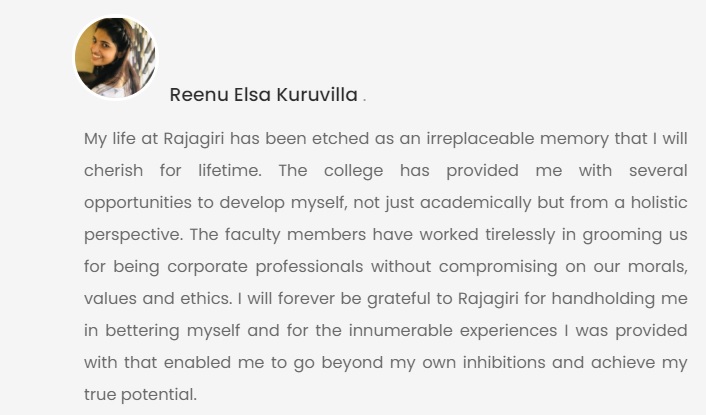 Reenu Elsa Kuruvilla .
My life at Rajagiri has been etched as an irreplaceable memory that I will
cherish for lifetime. The college has provided me with several
opportunities to develop myself, not just academically but from a holistic
perspective. The faculty members have worked tirelessly in grooming us
for being corporate professionals without compromising on our morals,
values and ethics. I will forever be grateful to Rajagiri for handholding me
in bettering myself and for the innumerable experiences I was provided
with that enabled me to go beyond my own inhibitions and achieve my
true potential.